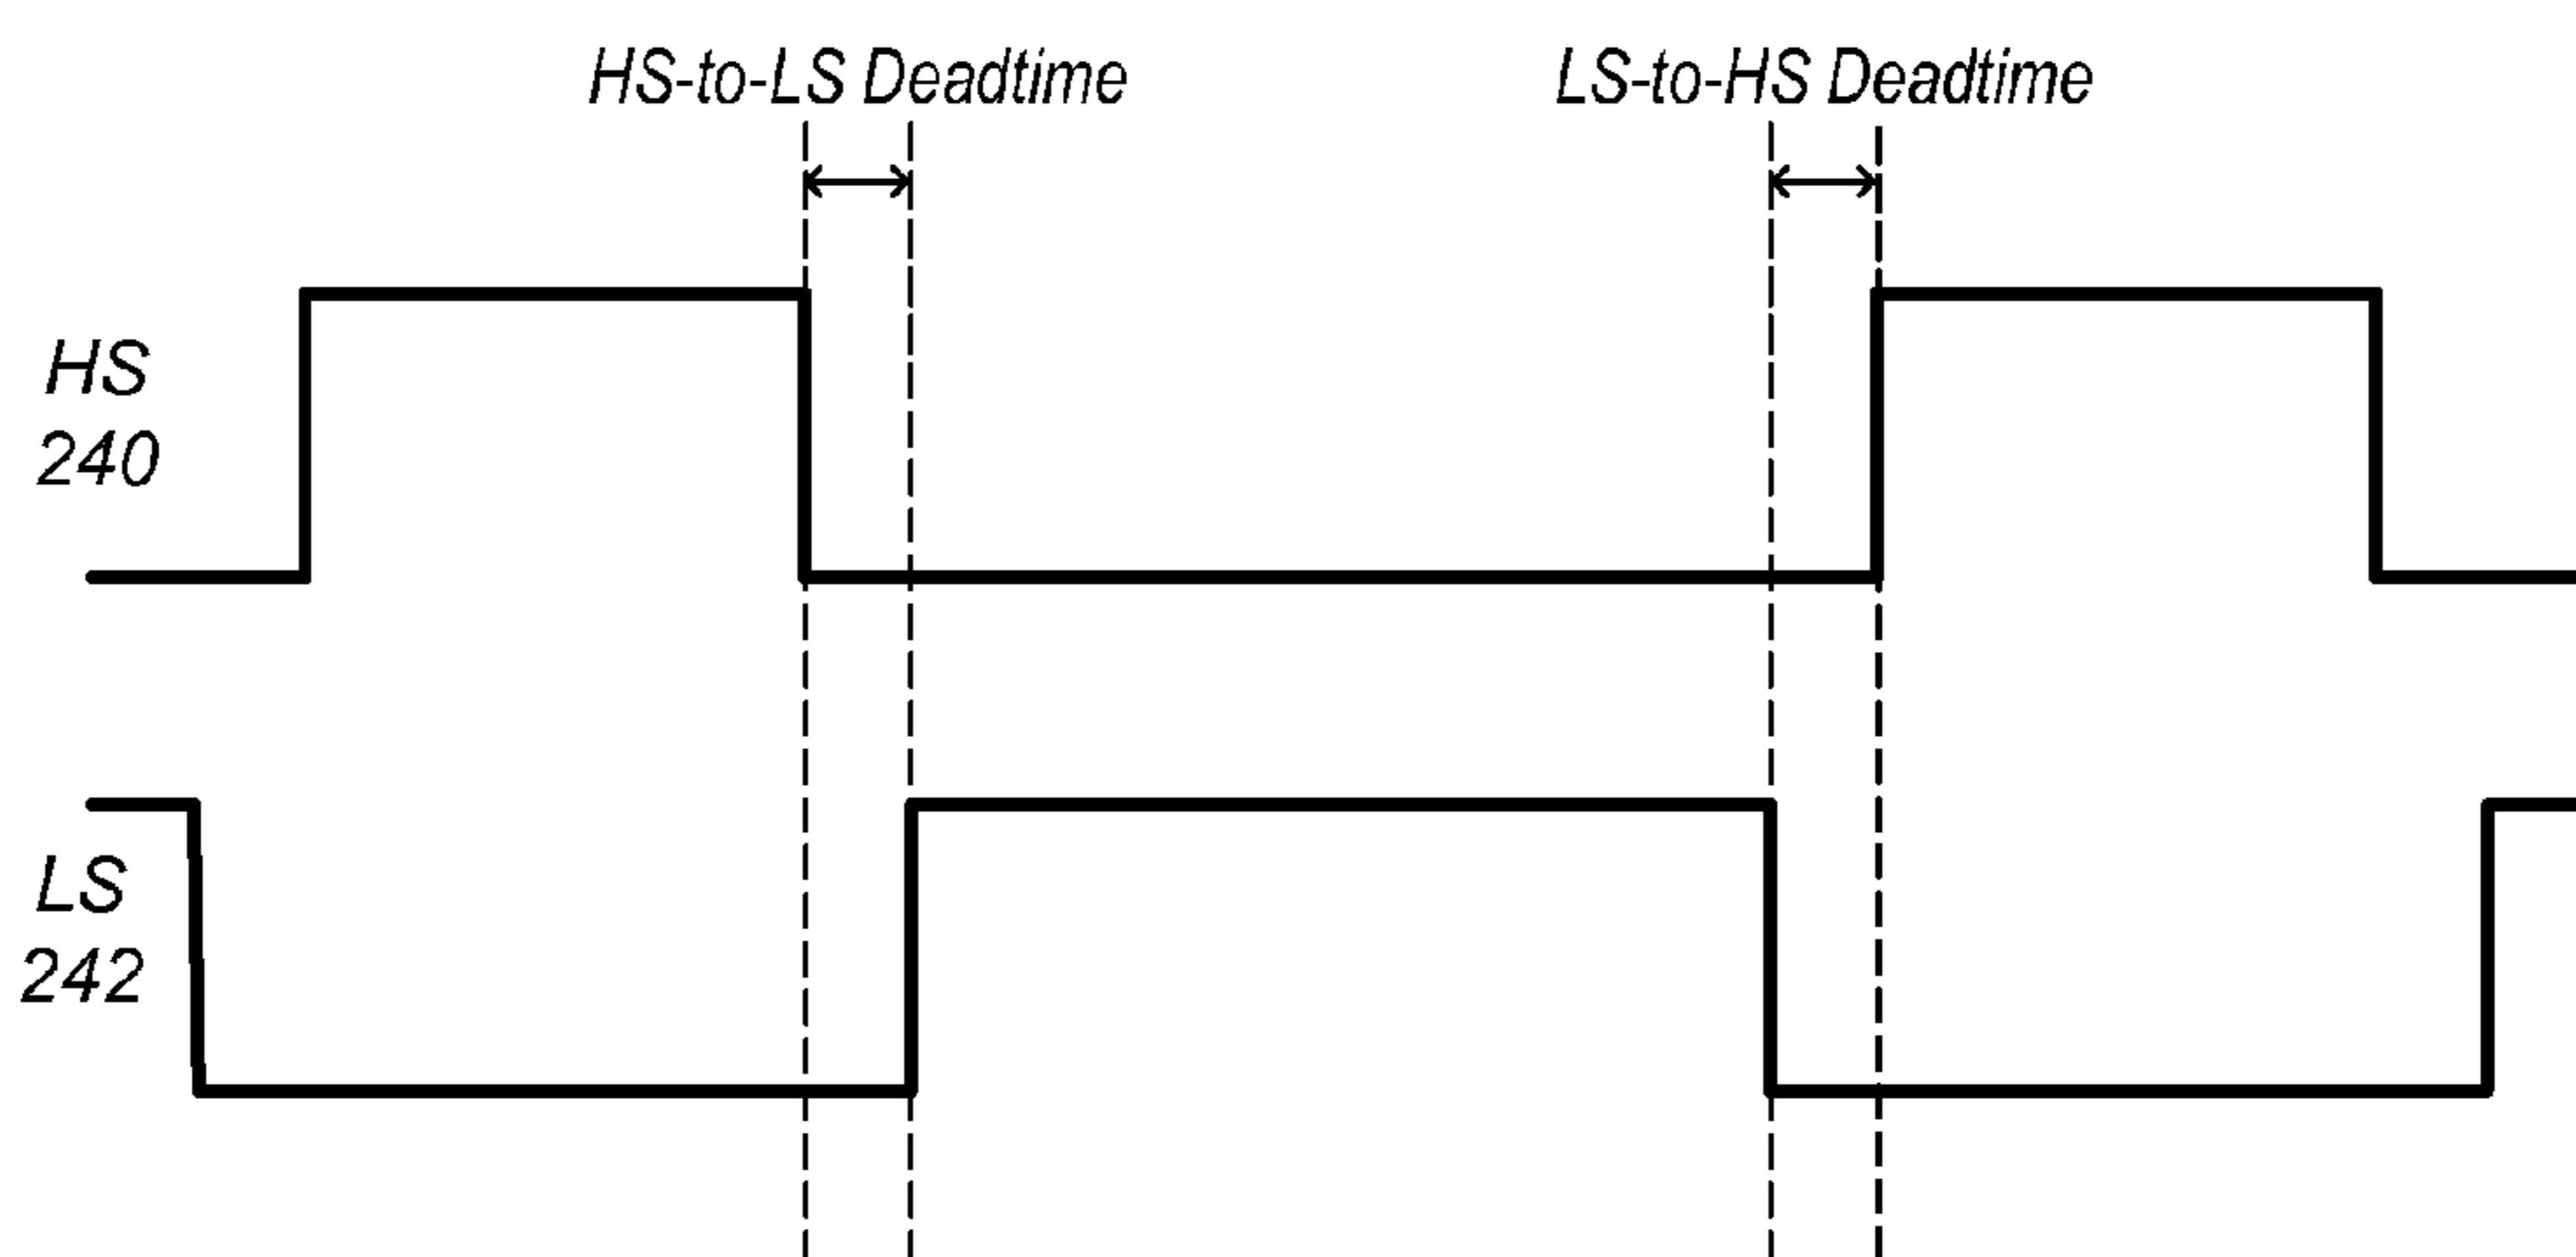 HS-to-LS Deadtime
LS-to-HS Deadtime
HS
240
LS
242